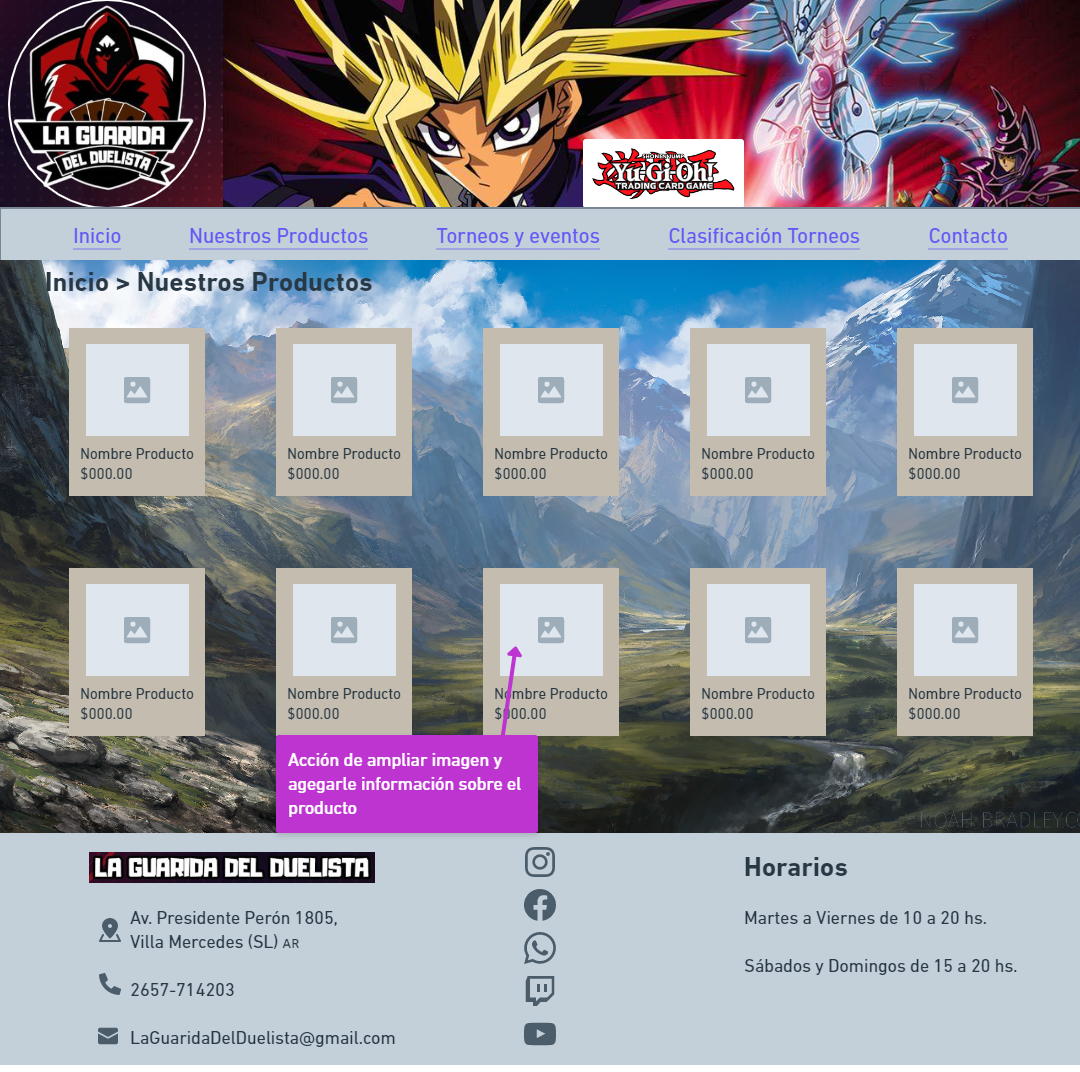 LA GUARIDA
DEL DUELISTA
SHONEN JUMP
Yu-Gi-Oh!
TRADING CARD GAME
Inicio
Nuestros Productos
Torneos y eventos
Clasificación Torneos
Contacto
Inicio > Nuestros Productos
Nombre Producto
$000.00
Nombre Producto
$000.00
Nombre Producto
$000.00
Nombre Producto
$000.00
Nombre Producto
$000.00
Nombre Producto
$000.00
Nombre Producto
$000.00
Nombre Producto
$000.00
Nombre Producto
$000.00
Nombre Producto
$000.00
Acción de ampliar imagen y
agegarle información sobre el
producto
NOAH BRADLEY.CO
LA GUARIDA DEL DUELISTA
Av. Presidente Perón 1805,
Villa Mercedes (SL) AR
2657-714203
LaGuaridaDelDuelista@gmail.com
Horarios
Martes a Viernes de 10 a 20 hs.
Sábados y Domingos de 15 a 20 hs.